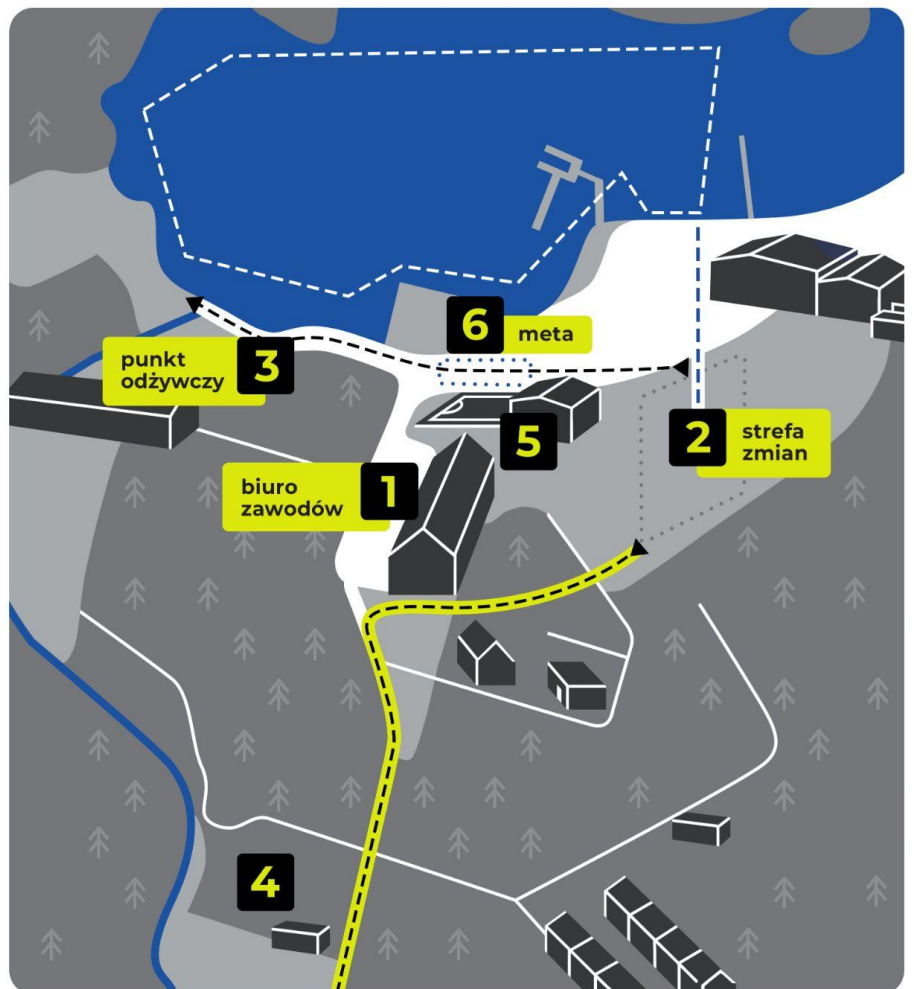 6
meta
punkt
odżywczy
3
2
strefa
zmian
5
biuro
zawodów
1
4